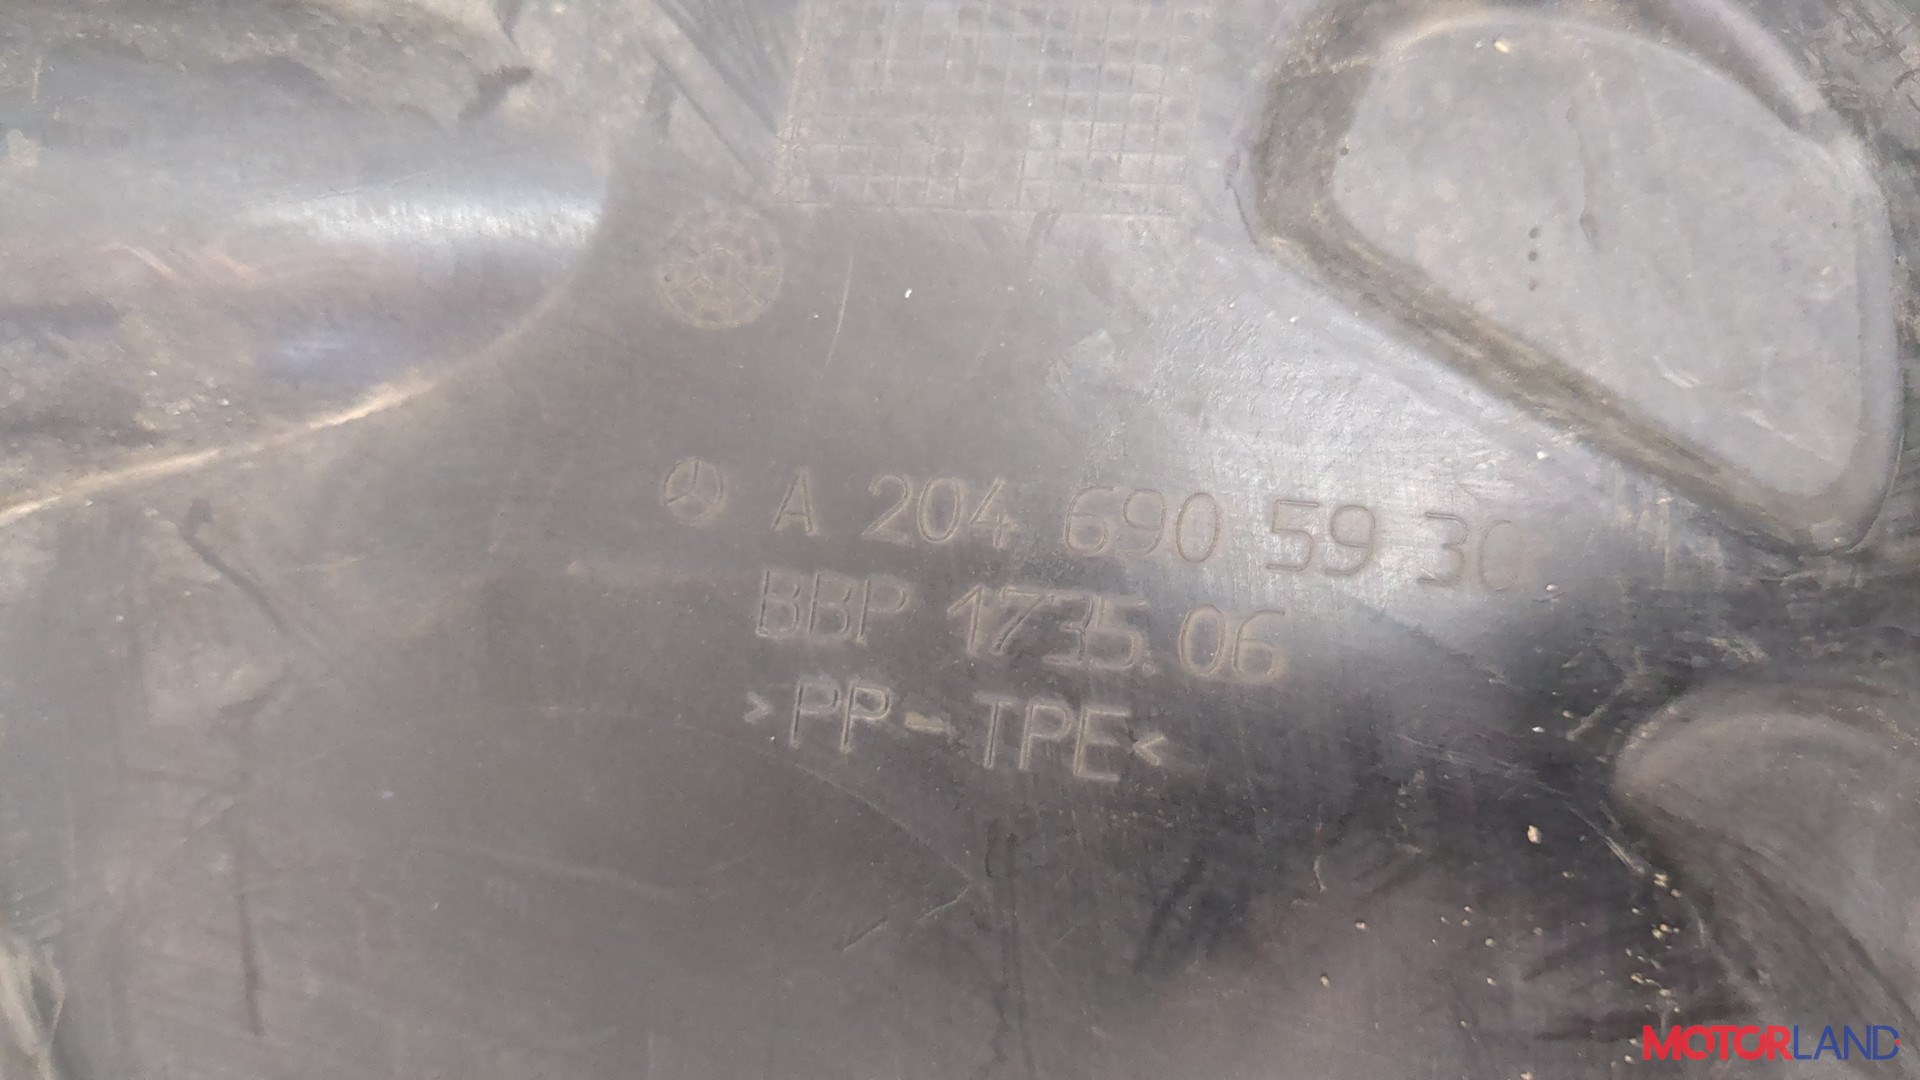 A 204 690 59 30
BBP 1735.06
>PP-TPE<
MOTORLAND